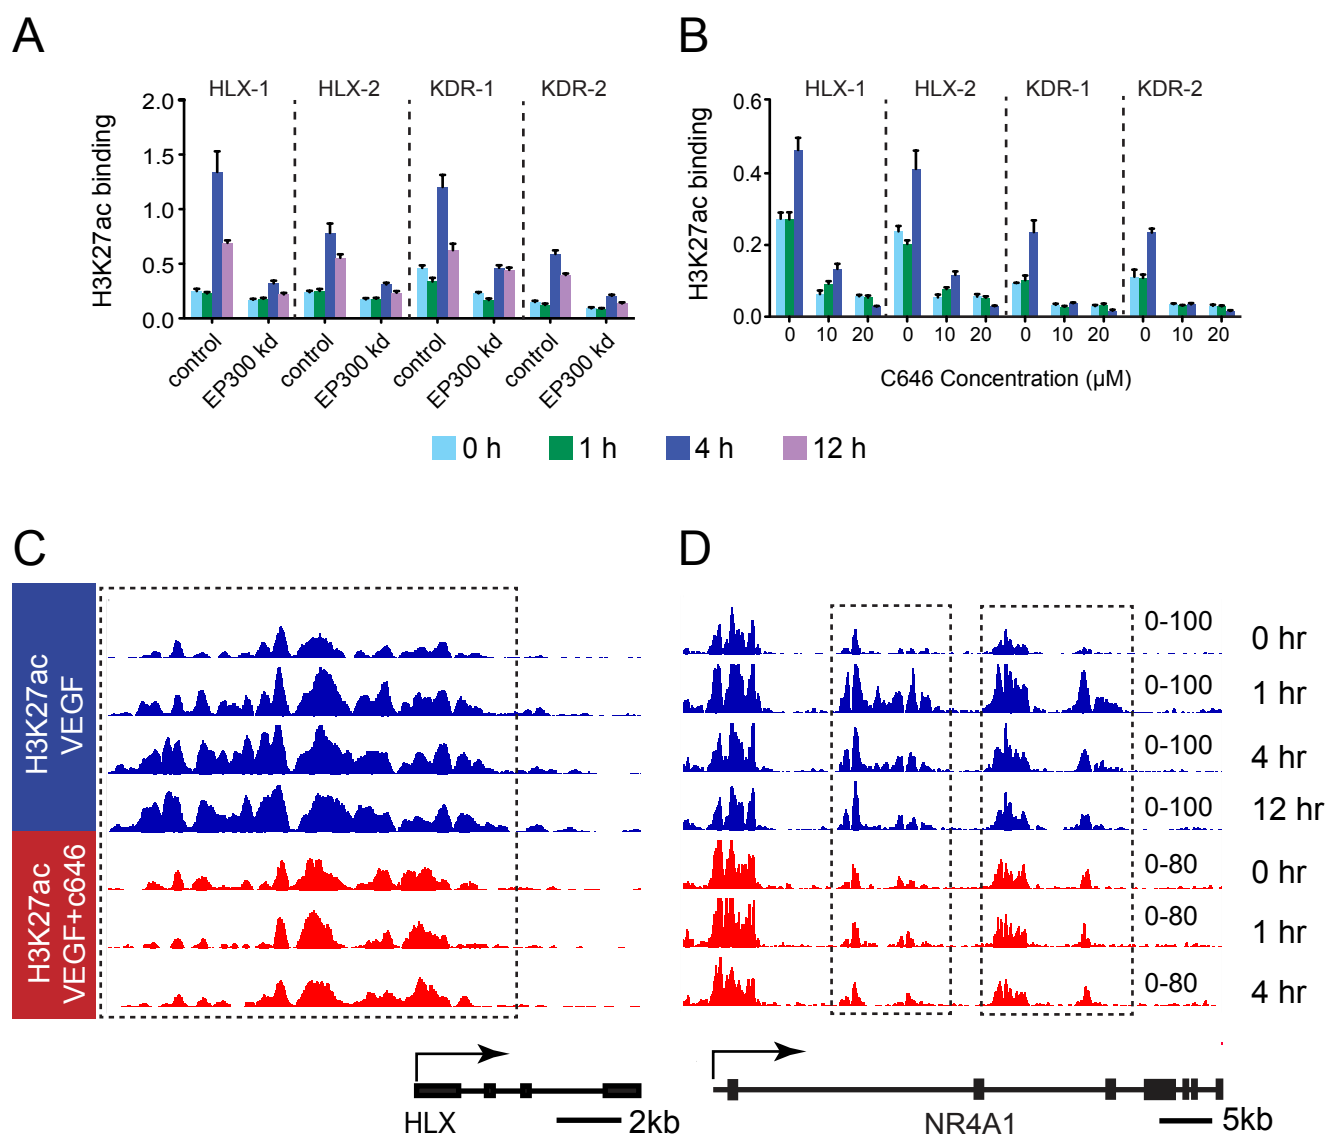 A
HLX-1 HLX-2 KDR-1 KDR-2
H3K27ac binding
2.0
1.5
1.0
0.5
0.0
control EP300 kd control EP300 kd control EP300 kd control EP300 kd
B
HLX-1 HLX-2 KDR-1 KDR-2
H3K27ac binding
0.6
0.4
0.2
0.0
0 10 20 0 10 20 0 10 20 0 10 20
C646 Concentration (µM)
0 h 1 h 4 h 12 h
C
H3K27ac
VEGF
H3K27ac
VEGF+c646
HLX
2kb
D
0-100 0 hr
0-100 1 hr
0-100 4 hr
0-100 12 hr
0-80 0 hr
0-80 1 hr
0-80 4 hr
NR4A1
5kb